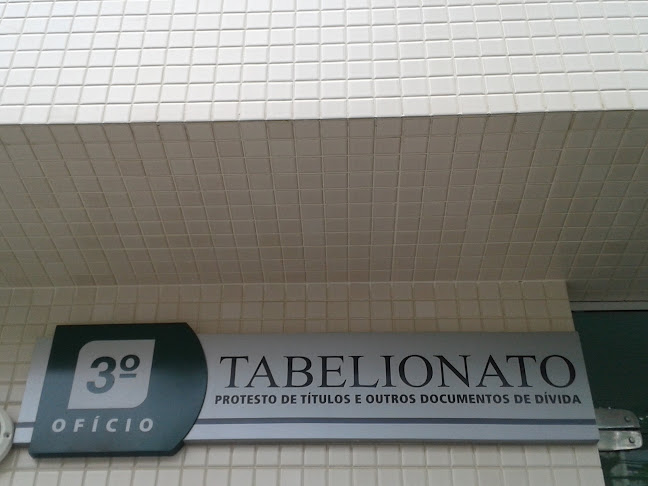 3º
OFÍCIO
TABELIONATO
PROTESTO DE TÍTULOS E OUTROS DOCUMENTOS DE DÍVIDA